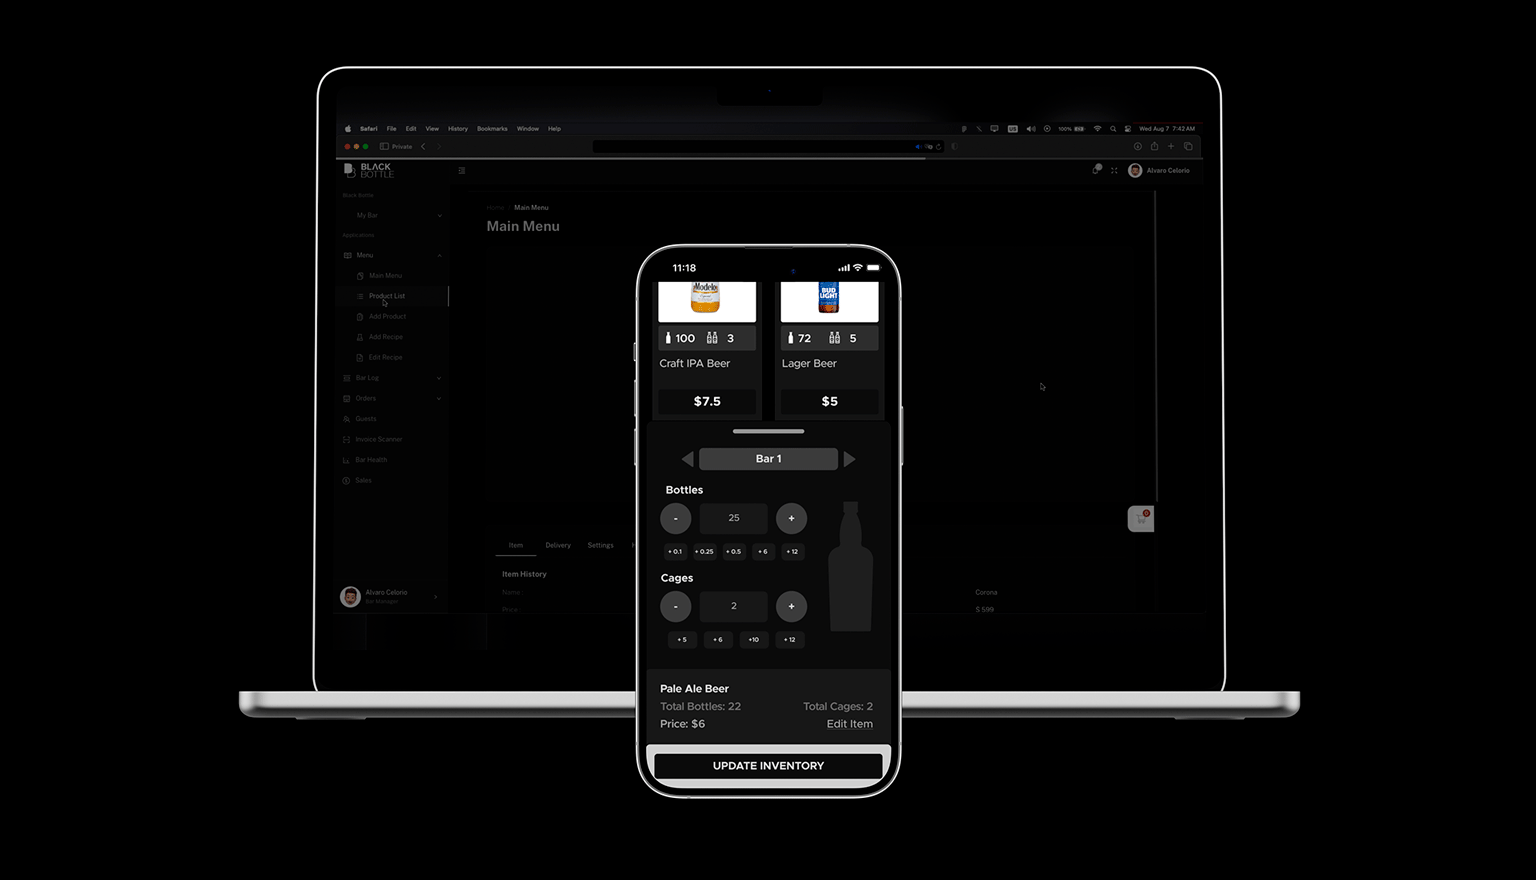 Safari File Edit View History Bookmarks Window Help
US 100% Wed Aug 7 7:42 AM
Private
BLACK
BOTTLE
Alvaro Celorio
Black Bottle
My Bar
Applications
Menu
Main Menu
Product List
Add Product
Add Recipe
Edit Recipe
Bar Log
Orders
Guests
Invoice Scanner
Bar Health
Sales
Alvaro Celorio
Bar Manager
Home / Main Menu
Main Menu
0
Item Delivery Settings H
Item History
Name Corona
Price $ 599
11:18
Modelo
BUD
LIGHT
100 3
72 5
Craft IPA Beer
Lager Beer
$7.5
$5
Bar 1
Bottles
- 25 +
+ 0.1 + 0.25 + 0.5 + 6 + 12
Cages
- 2 +
+ 5 + 6 +10 + 12
Pale Ale Beer
Total Bottles: 22 Total Cages: 2
Price: $6 Edit Item
UPDATE INVENTORY